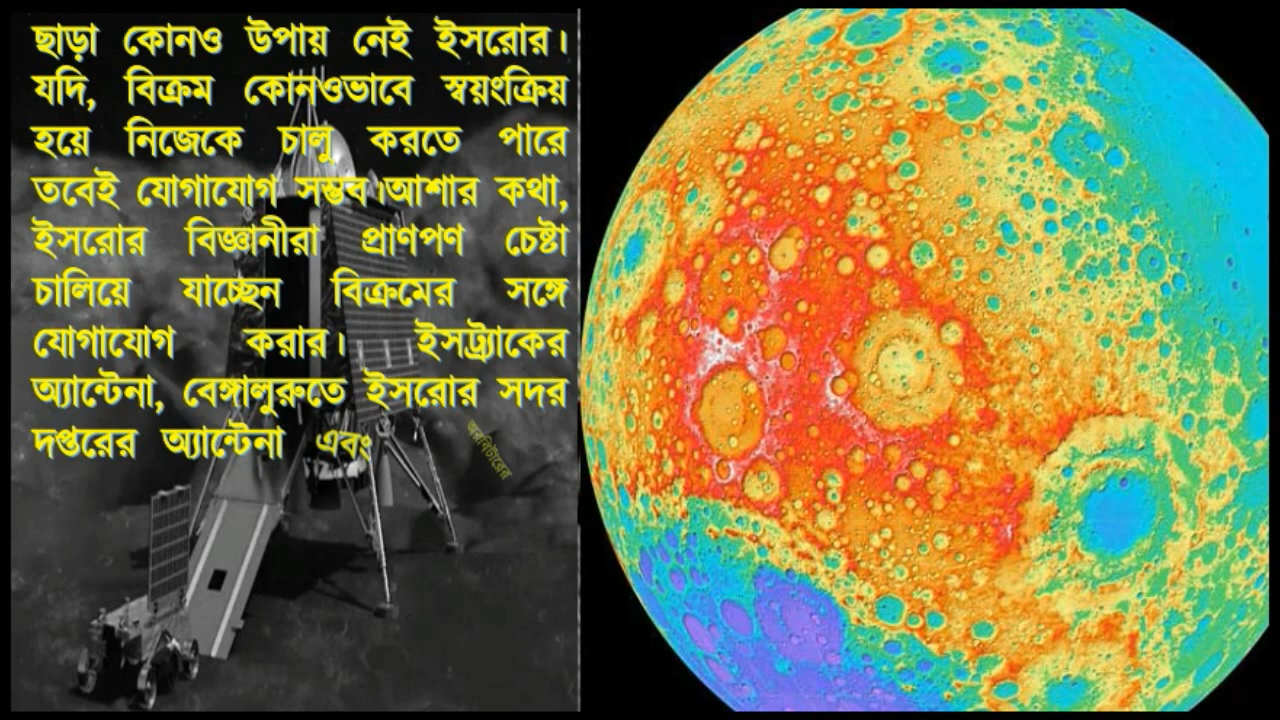 ছাড়া কোনও উপায় নেই ইসরোর।
যদি, বিক্রম কোনওভাবে স্বয়ংক্রিয়
হয়ে নিজেকে চালু করতে পারে
তবেই যোগাযোগ সম্ভব।আশার কথা,
ইসরোর বিজ্ঞানীরা প্রাণপণ চেষ্টা
চালিয়ে যাচ্ছেন বিক্রমের সঙ্গে
যোগাযোগ করার। ইসট্র্যাকের
অ্যান্টেনা, বেঙ্গালুরুতে ইসরোর সদর
দপ্তরের অ্যান্টেনা এবং
অরবিটারের